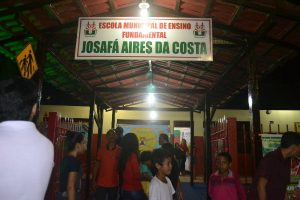 ESCOLA MUNICIPAL DE ENSINO
FUNDAMENTAL
JOSAFÁ AIRES DA COSTA